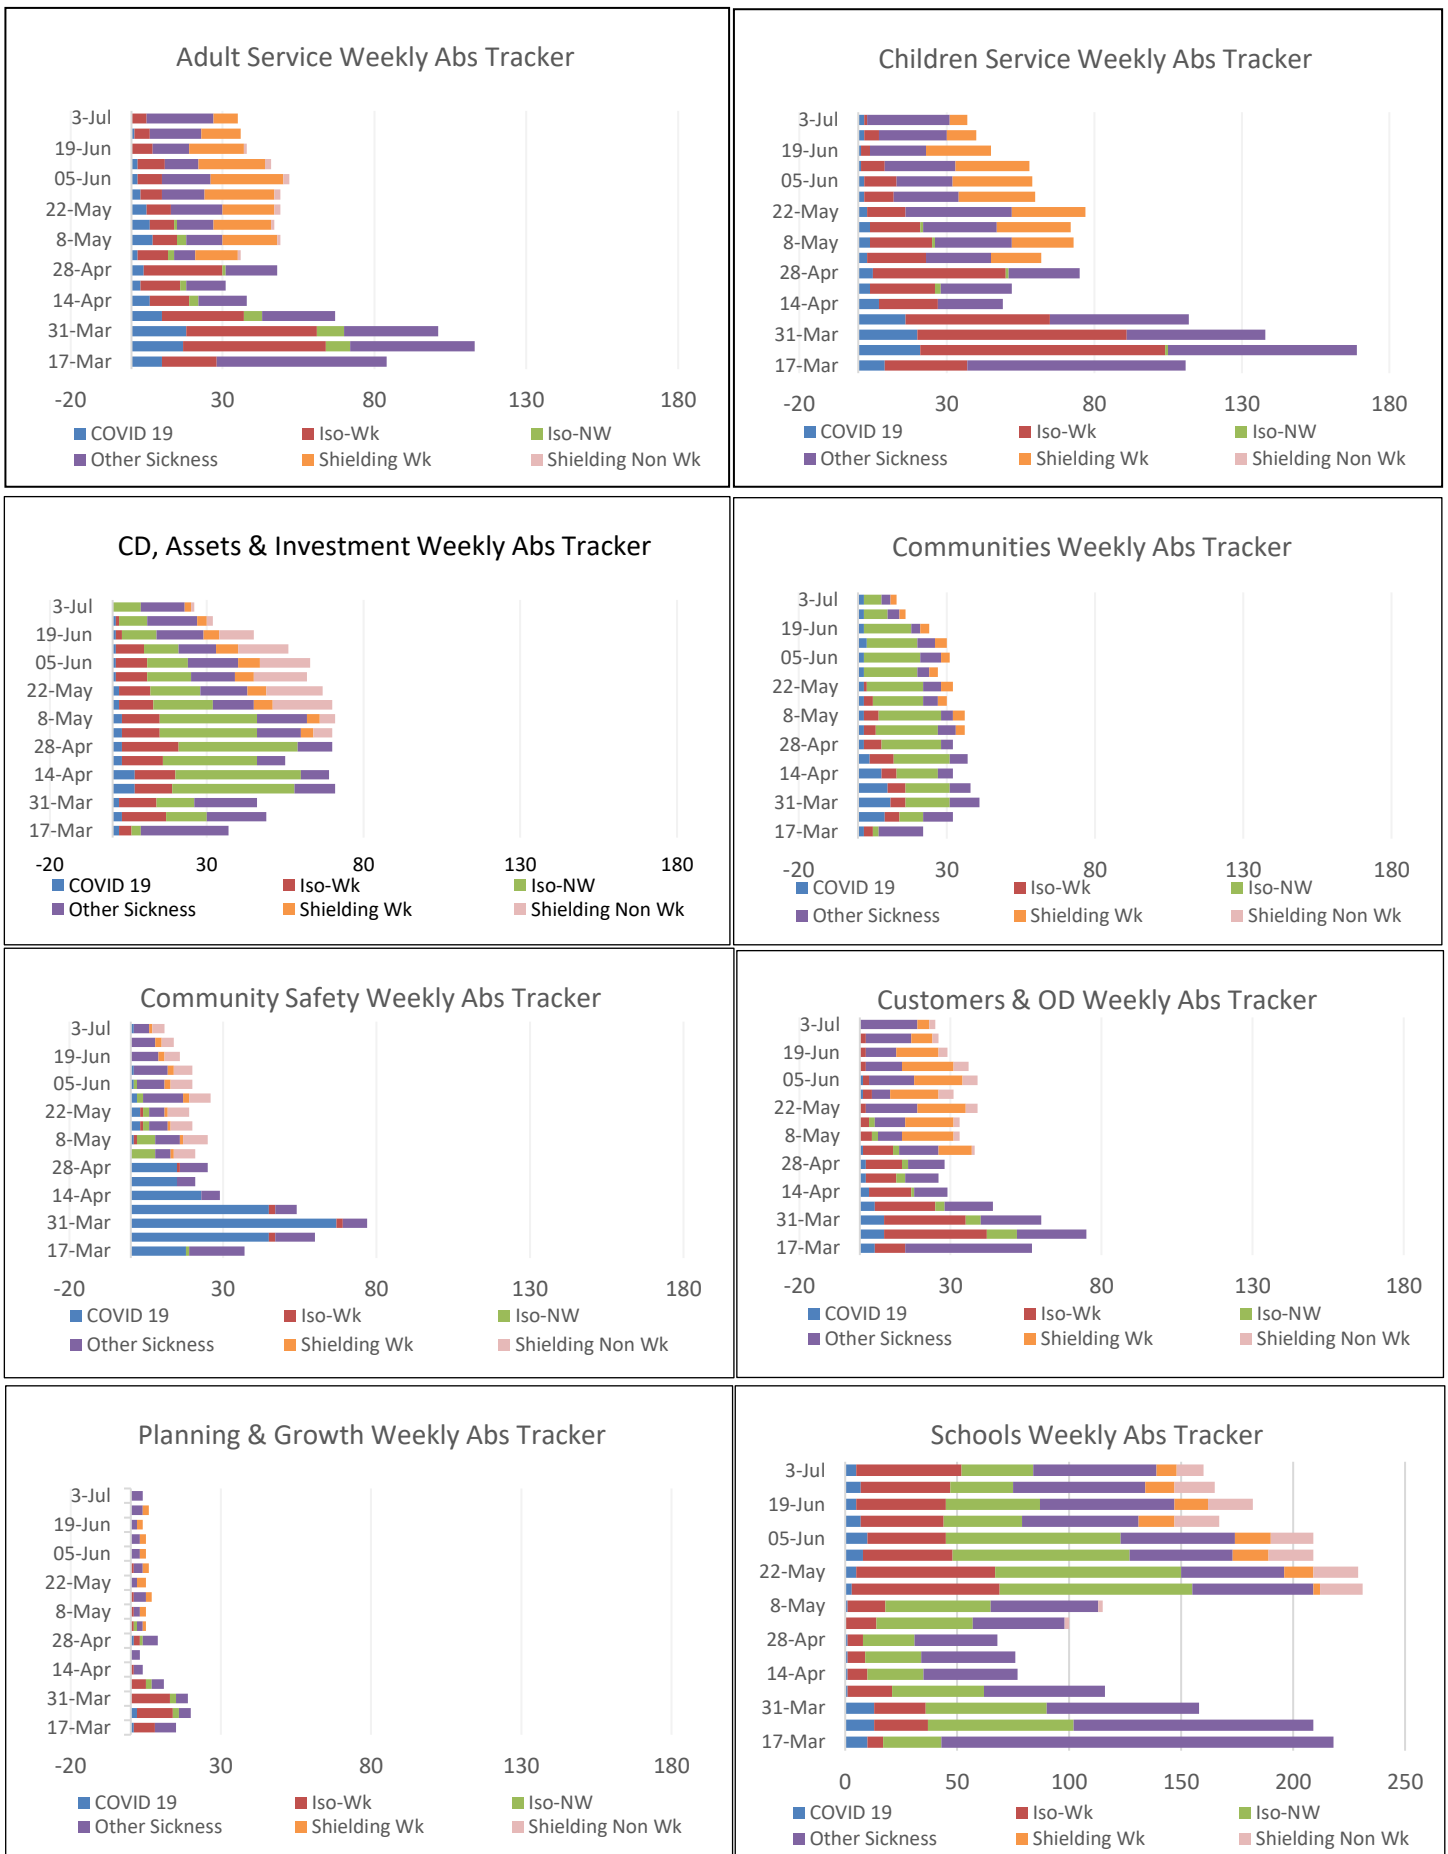 Adult Service Weekly Abs Tracker
3-Jul
19-Jun
05-Jun
22-May
8-May
28-Apr
14-Apr
31-Mar
17-Mar
-20 30 80 130 180
COVID 19 Iso-Wk Iso-NW
Other Sickness Shielding Wk Shielding Non Wk
Children Service Weekly Abs Tracker
3-Jul
19-Jun
05-Jun
22-May
8-May
28-Apr
14-Apr
31-Mar
17-Mar
-20 30 80 130 180
COVID 19 Iso-Wk Iso-NW
Other Sickness Shielding Wk Shielding Non Wk
CD, Assets & Investment Weekly Abs Tracker
3-Jul
19-Jun
05-Jun
22-May
8-May
28-Apr
14-Apr
31-Mar
17-Mar
-20 30 80 130 180
COVID 19 Iso-Wk Iso-NW
Other Sickness Shielding Wk Shielding Non Wk
Communities Weekly Abs Tracker
3-Jul
19-Jun
05-Jun
22-May
8-May
28-Apr
14-Apr
31-Mar
17-Mar
-20 30 80 130 180
COVID 19 Iso-Wk Iso-NW
Other Sickness Shielding Wk Shielding Non Wk
Community Safety Weekly Abs Tracker
3-Jul
19-Jun
05-Jun
22-May
8-May
28-Apr
14-Apr
31-Mar
17-Mar
-20 30 80 130 180
COVID 19 Iso-Wk Iso-NW
Other Sickness Shielding Wk Shielding Non Wk
Customers & OD Weekly Abs Tracker
3-Jul
19-Jun
05-Jun
22-May
8-May
28-Apr
14-Apr
31-Mar
17-Mar
-20 30 80 130 180
COVID 19 Iso-Wk Iso-NW
Other Sickness Shielding Wk Shielding Non Wk
Planning & Growth Weekly Abs Tracker
3-Jul
19-Jun
05-Jun
22-May
8-May
28-Apr
14-Apr
31-Mar
17-Mar
-20 30 80 130 180
COVID 19 Iso-Wk Iso-NW
Other Sickness Shielding Wk Shielding Non Wk
Schools Weekly Abs Tracker
3-Jul
19-Jun
05-Jun
22-May
8-May
28-Apr
14-Apr
31-Mar
17-Mar
0 50 100 150 200 250
COVID 19 Iso-Wk Iso-NW
Other Sickness Shielding Wk Shielding Non Wk